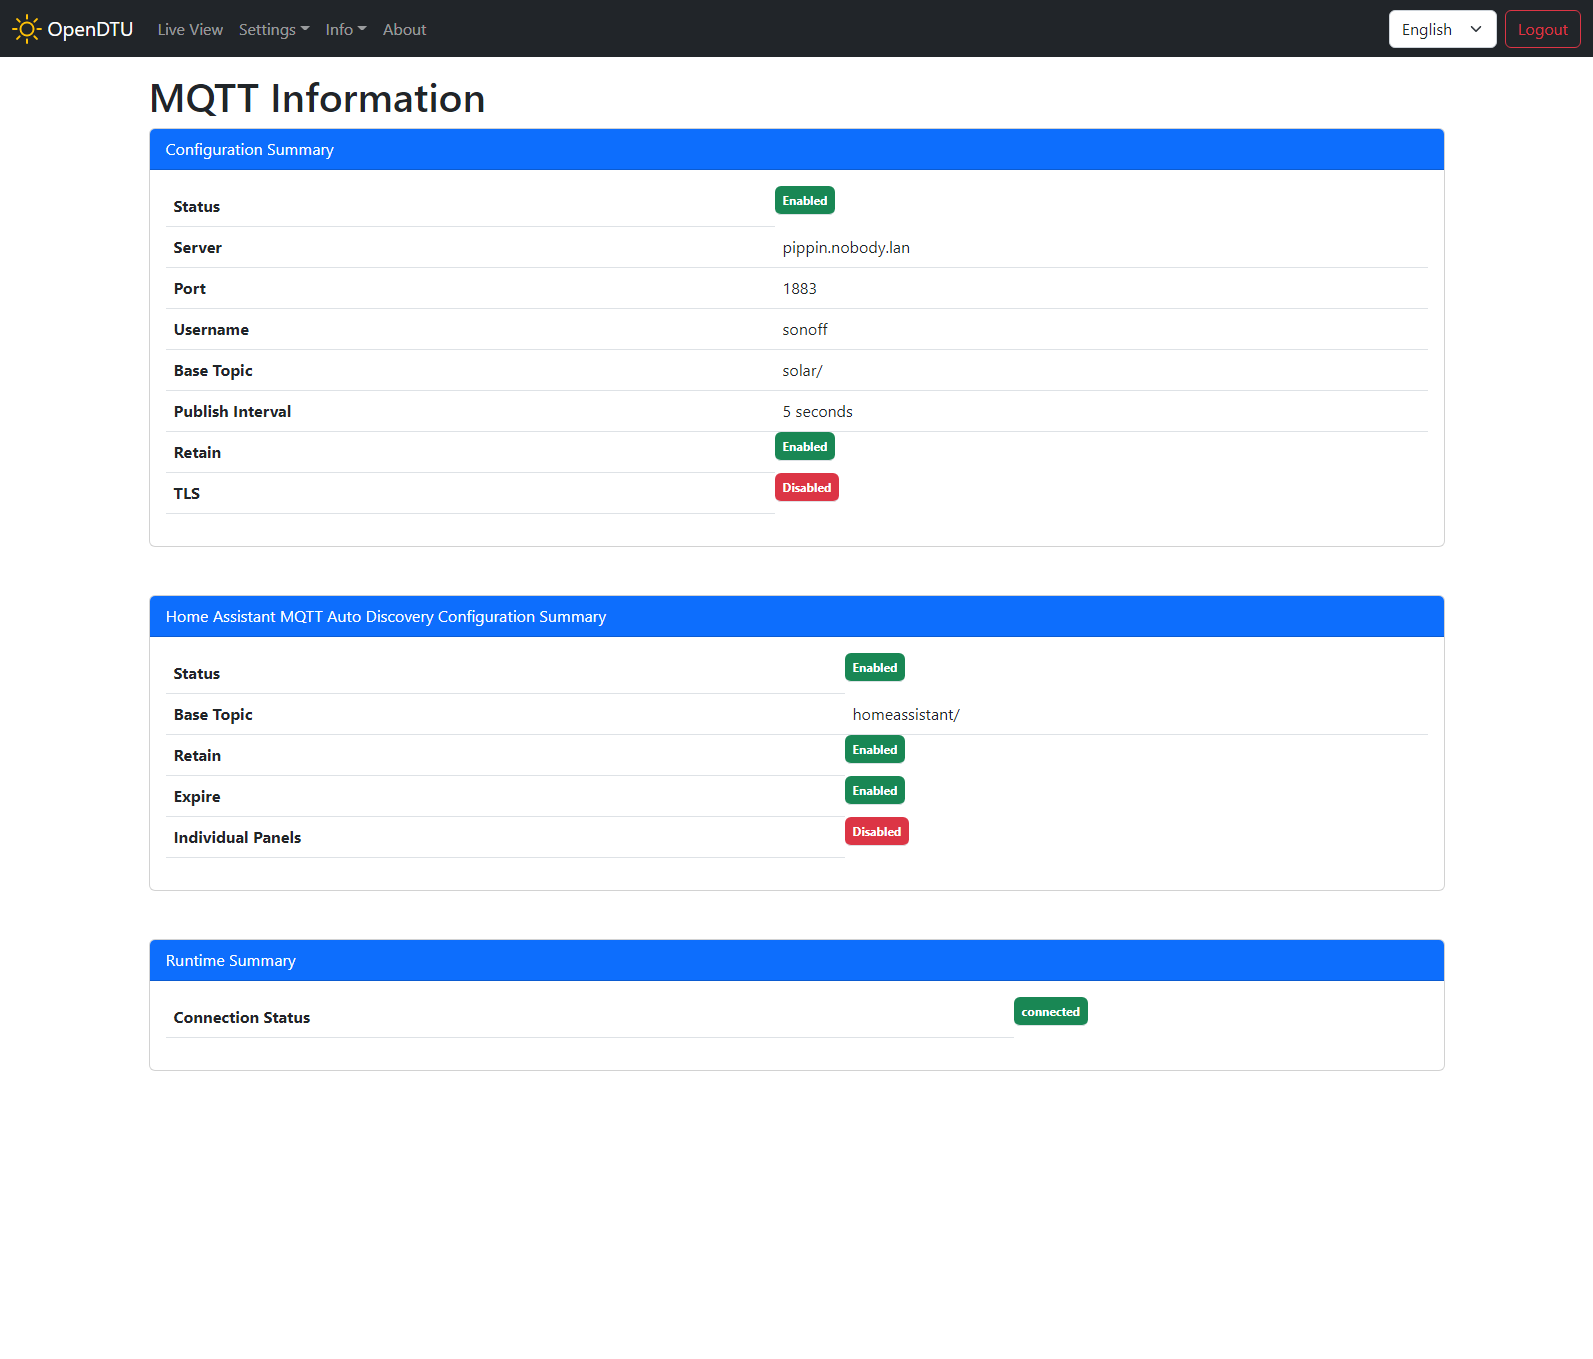 OpenDTU Live View Settings Info About English Logout
MQTT Information
Configuration Summary
Status Enabled
Server pippin.nobody.lan
Port 1883
Username sonoff
Base Topic solar/
Publish Interval 5 seconds
Retain Enabled
TLS Disabled
Home Assistant MQTT Auto Discovery Configuration Summary
Status Enabled
Base Topic homeassistant/
Retain Enabled
Expire Enabled
Individual Panels Disabled
Runtime Summary
Connection Status connected